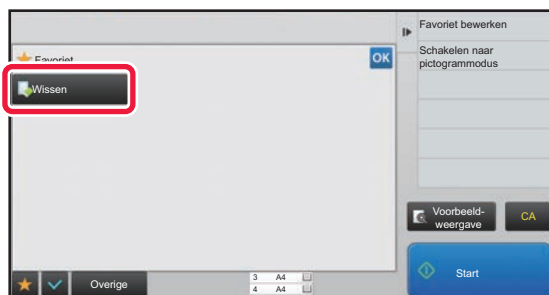 Favoriet
OK
Wissen
Favoriet bewerken
Schakelen naar
pictogrammodus
Voorbeeld-
weergave
CA
Start
Overige
3 A4
4 A4